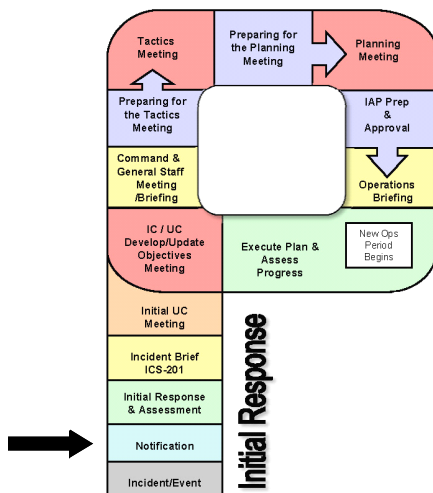 Tactics
Meeting
Preparing for
the Planning
Meeting
Planning
Meeting
Preparing for
the Tactics
Meeting
IAP Prep
&
Approval
Command &
General Staff
Meeting
/Briefing)
Operations
Briefing
IC / UC
Develop/Update
Objectives
Meeting
Execute Plan &
Assess
Progress
New Ops
Period
Begins
Initial UC
Meeting
Incident Brief
ICS-201
Initial Response
& Assessment
Notification
Incident/Event
Initial Response